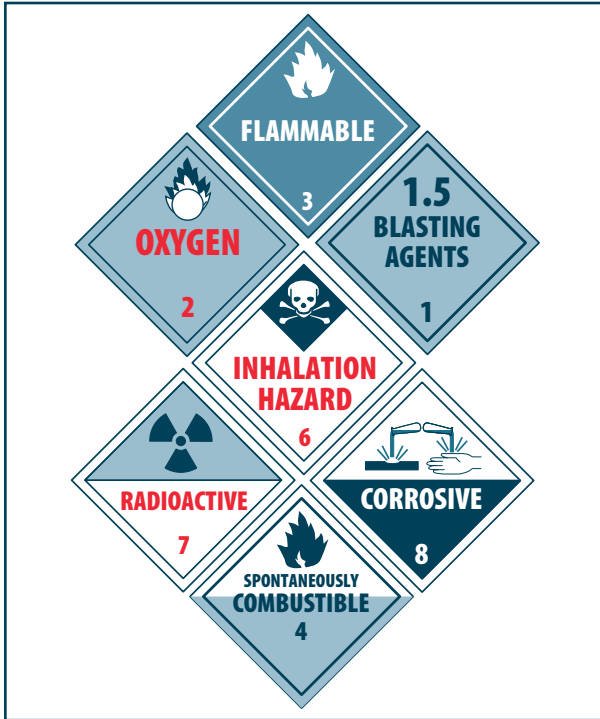 FLAMMABLE
3
OXYGEN
2
1.5
BLASTING
AGENTS
1
INHALATION
HAZARD
6
RADIOACTIVE
7
CORROSIVE
8
SPONTANEOUSLY
COMBUSTIBLE
4